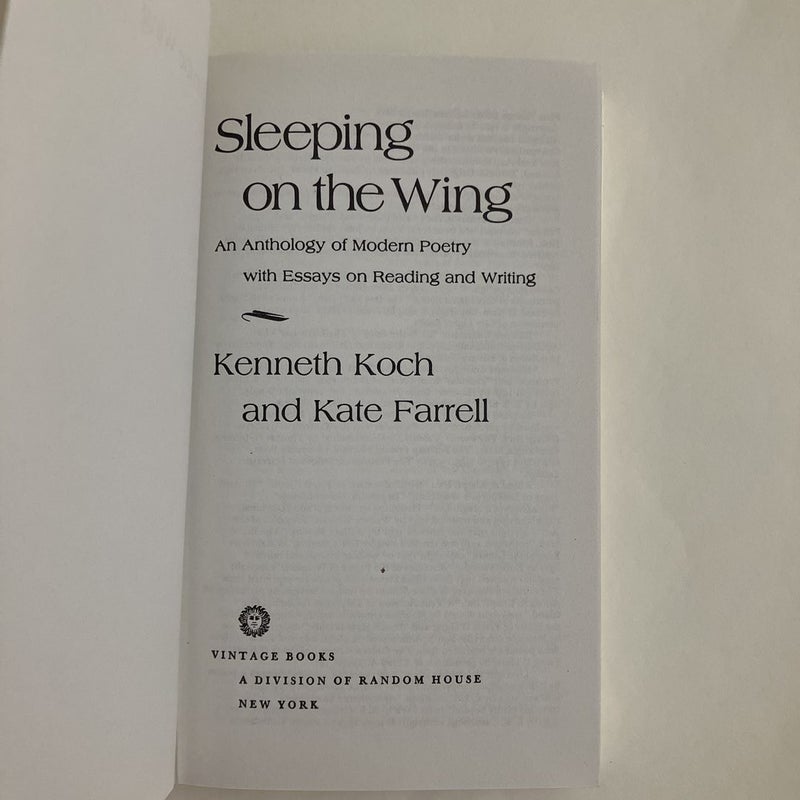 Sleeping
on the Wing
An Anthology of Modern Poetry
with Essays on Reading and Writing
Kenneth Koch
and Kate Farrell
VINTAGE BOOKS
A DIVISION OF RANDOM HOUSE
NEW YORK